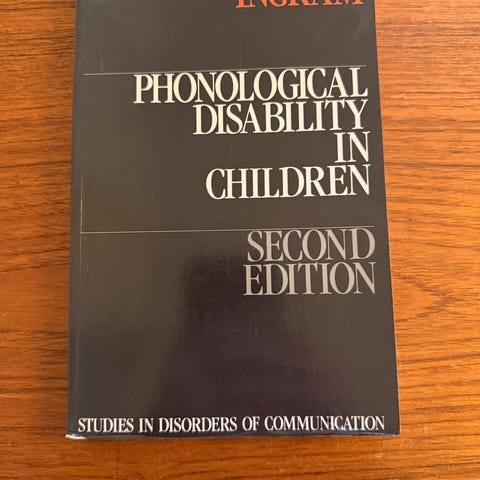 INGRAM
PHONOLOGICAL
DISABILITY
IN
CHILDREN
SECOND
EDITION
STUDIES IN DISORDERS OF COMMUNICATION